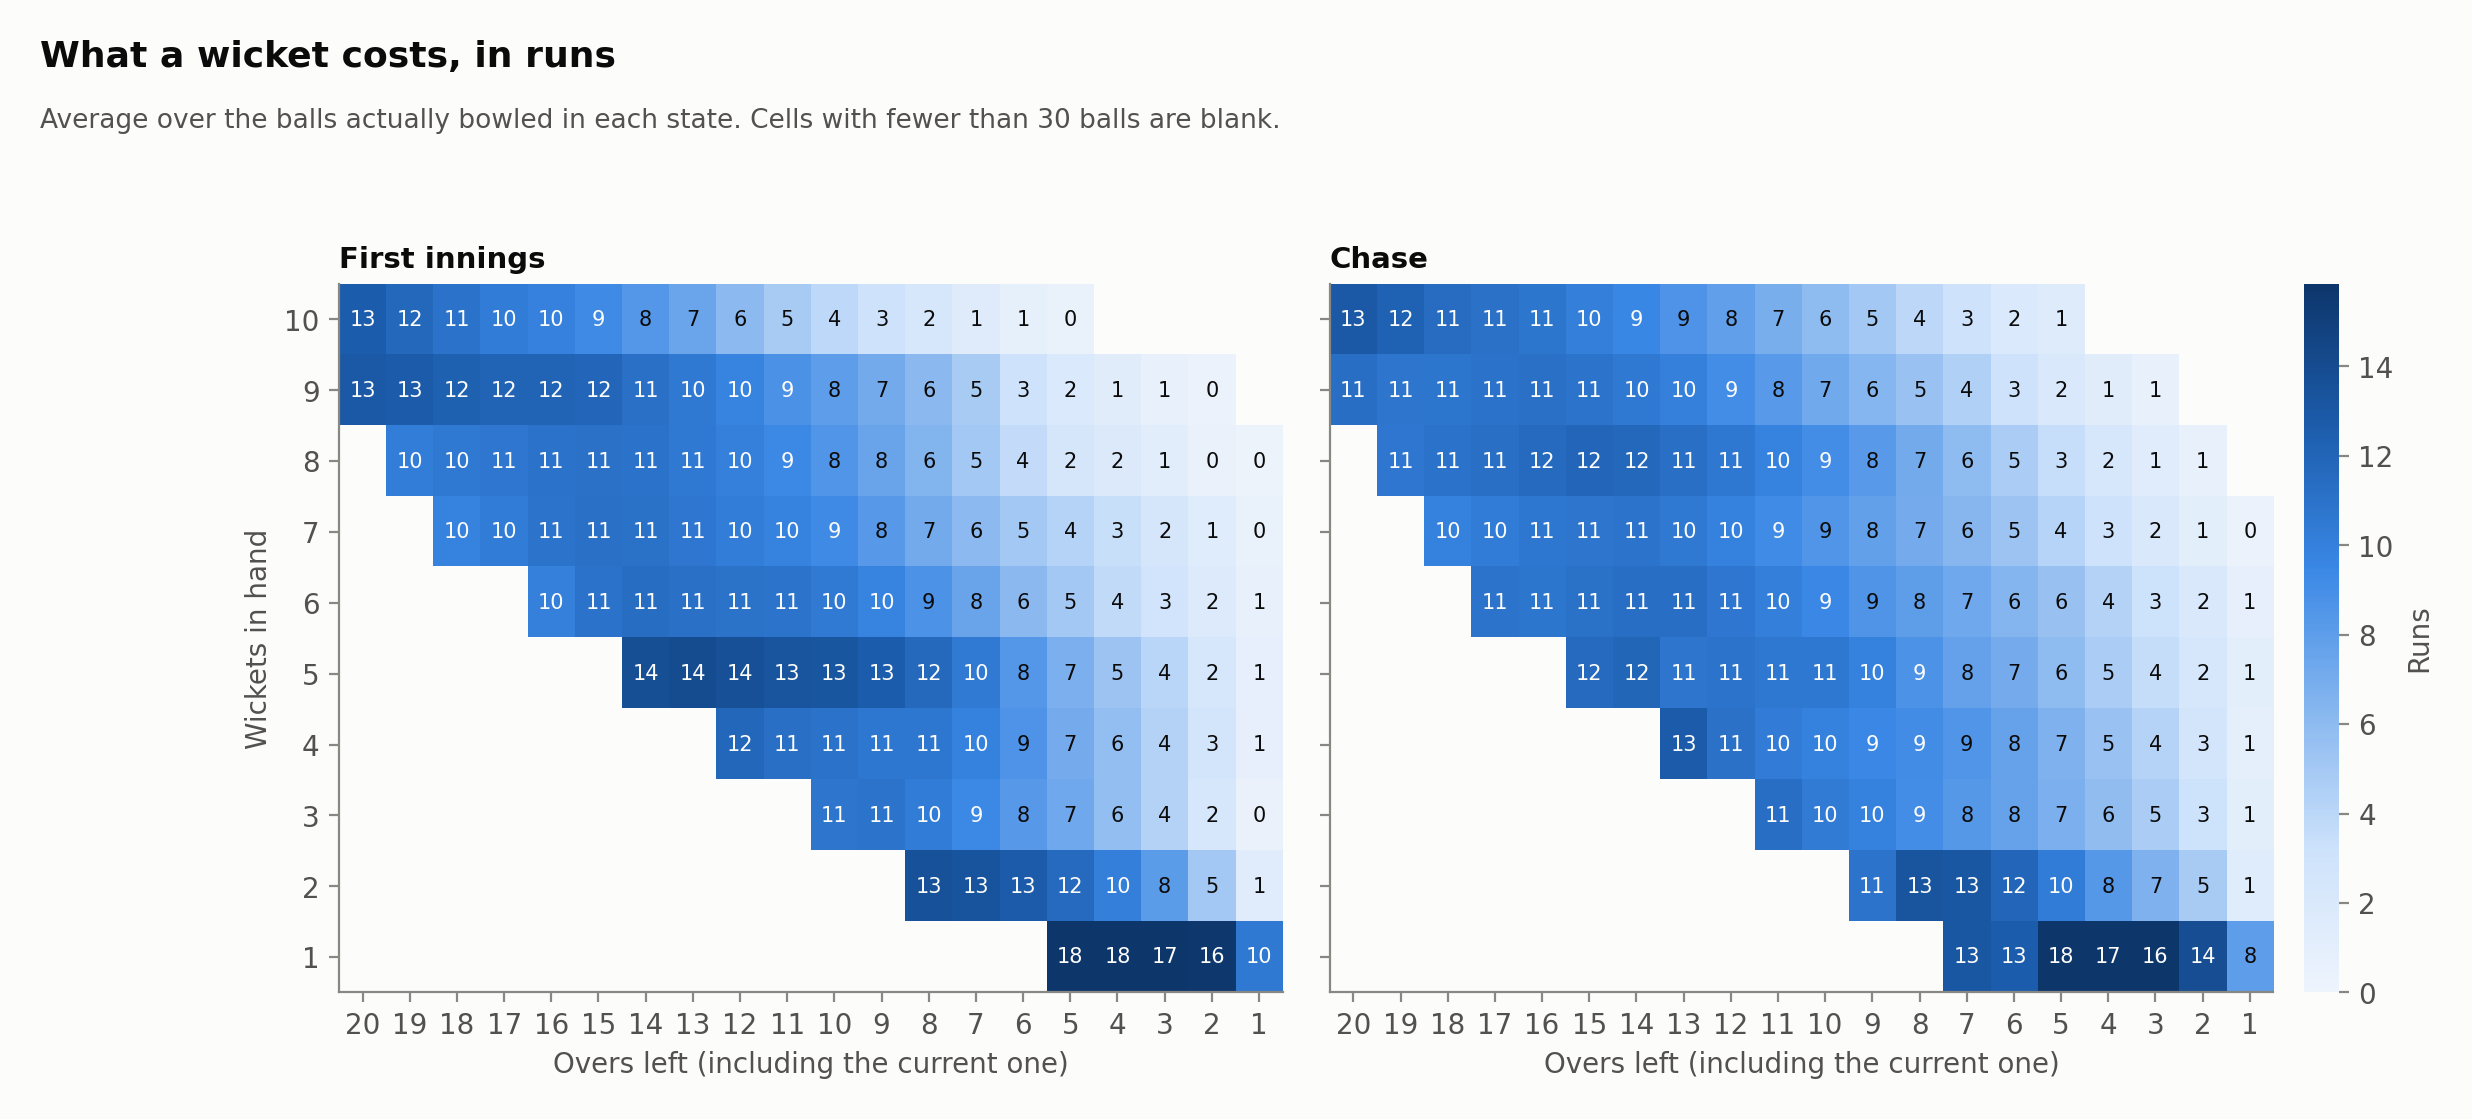 What a wicket costs, in runs
Average over the balls actually bowled in each state. Cells with fewer than 30 balls are blank.
First innings
Chase
Wickets in hand
10 13 12 11 10 10 9 8 7 6 5 4 3 2 1 1 0
9 13 13 12 12 12 12 11 10 10 9 8 7 6 5 3 2 1 1 0
8 10 10 11 11 11 11 11 10 9 8 8 6 5 4 2 2 1 0 0
7 10 10 11 11 11 11 10 10 9 8 7 6 5 4 3 2 1 0
6 10 11 11 11 11 11 10 10 9 8 6 5 4 3 2 1
5 14 14 14 13 13 13 12 10 8 7 5 4 2 1
4 12 11 11 11 11 10 9 7 6 4 3 1
3 11 11 10 9 8 7 6 4 2 0
2 13 13 13 12 10 8 5 1
1 18 18 17 16 10
20 19 18 17 16 15 14 13 12 11 10 9 8 7 6 5 4 3 2 1
Overs left (including the current one)
13 12 11 11 11 10 9 9 8 7 6 5 4 3 2 1
11 11 11 11 11 11 10 10 9 8 7 6 5 4 3 2 1 1
11 11 11 12 12 12 11 11 10 9 8 7 6 5 3 2 1 1
10 10 11 11 11 10 10 9 9 8 7 6 5 4 3 2 1 0
11 11 11 11 11 11 10 9 9 8 7 6 6 4 3 2 1
12 12 11 11 11 11 10 9 8 7 6 5 4 2 1
13 11 10 10 9 9 9 8 7 5 4 3 1
11 10 10 9 8 8 7 6 5 3 1
11 13 13 12 10 8 7 5 1
13 13 18 17 16 14 8
20 19 18 17 16 15 14 13 12 11 10 9 8 7 6 5 4 3 2 1
Overs left (including the current one)
14
12
10
8
6
4
2
0
Runs